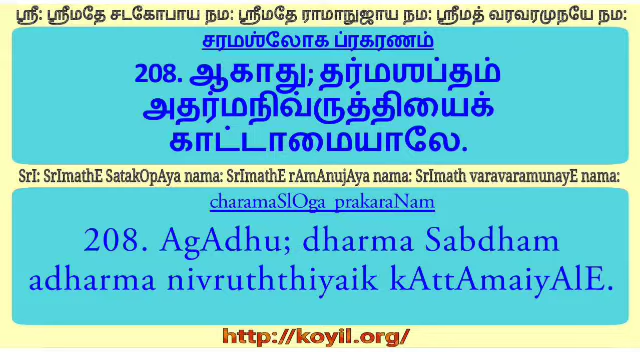 ஸ்ரீ: ஸ்ரீமதே சடகோபாய நம: ஸ்ரீமதே ராமாநுஜாய நம: ஸ்ரீமத் வரவரமுநயே நம:
சரமஶ்லோக ப்ரகரணம்
208. ஆகாது; தர்மஶப்தம்
அதர்மநிவ்ருத்தியைக்
காட்டாமையாலே.
SrI: SrImathE SatakOpAya nama: SrImathE rAmAnujAya nama: SrImath varavaramunayE nama:
charamaSlOga prakaraNam
208. AgAdhu; dharma Sabdham
adharma nivruththiyaik kAttAmaiyAlE.
http://koyil.org/